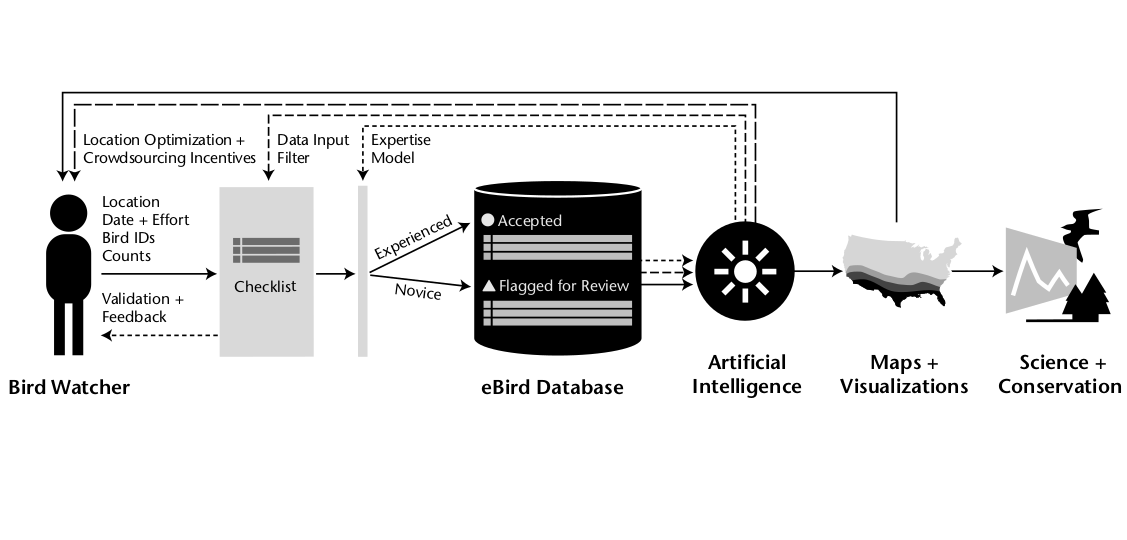 Location Optimization +
Crowdsourcing Incentives
Data Input
Filter
Expertise
Model
Location
Date + Effort
Bird IDs
Counts
Validation +
Feedback
Checklist
Experienced
Novice
Accepted
Flagged for Review
Bird Watcher
eBird Database
Artificial
Intelligence
Maps +
Visualizations
Science +
Conservation